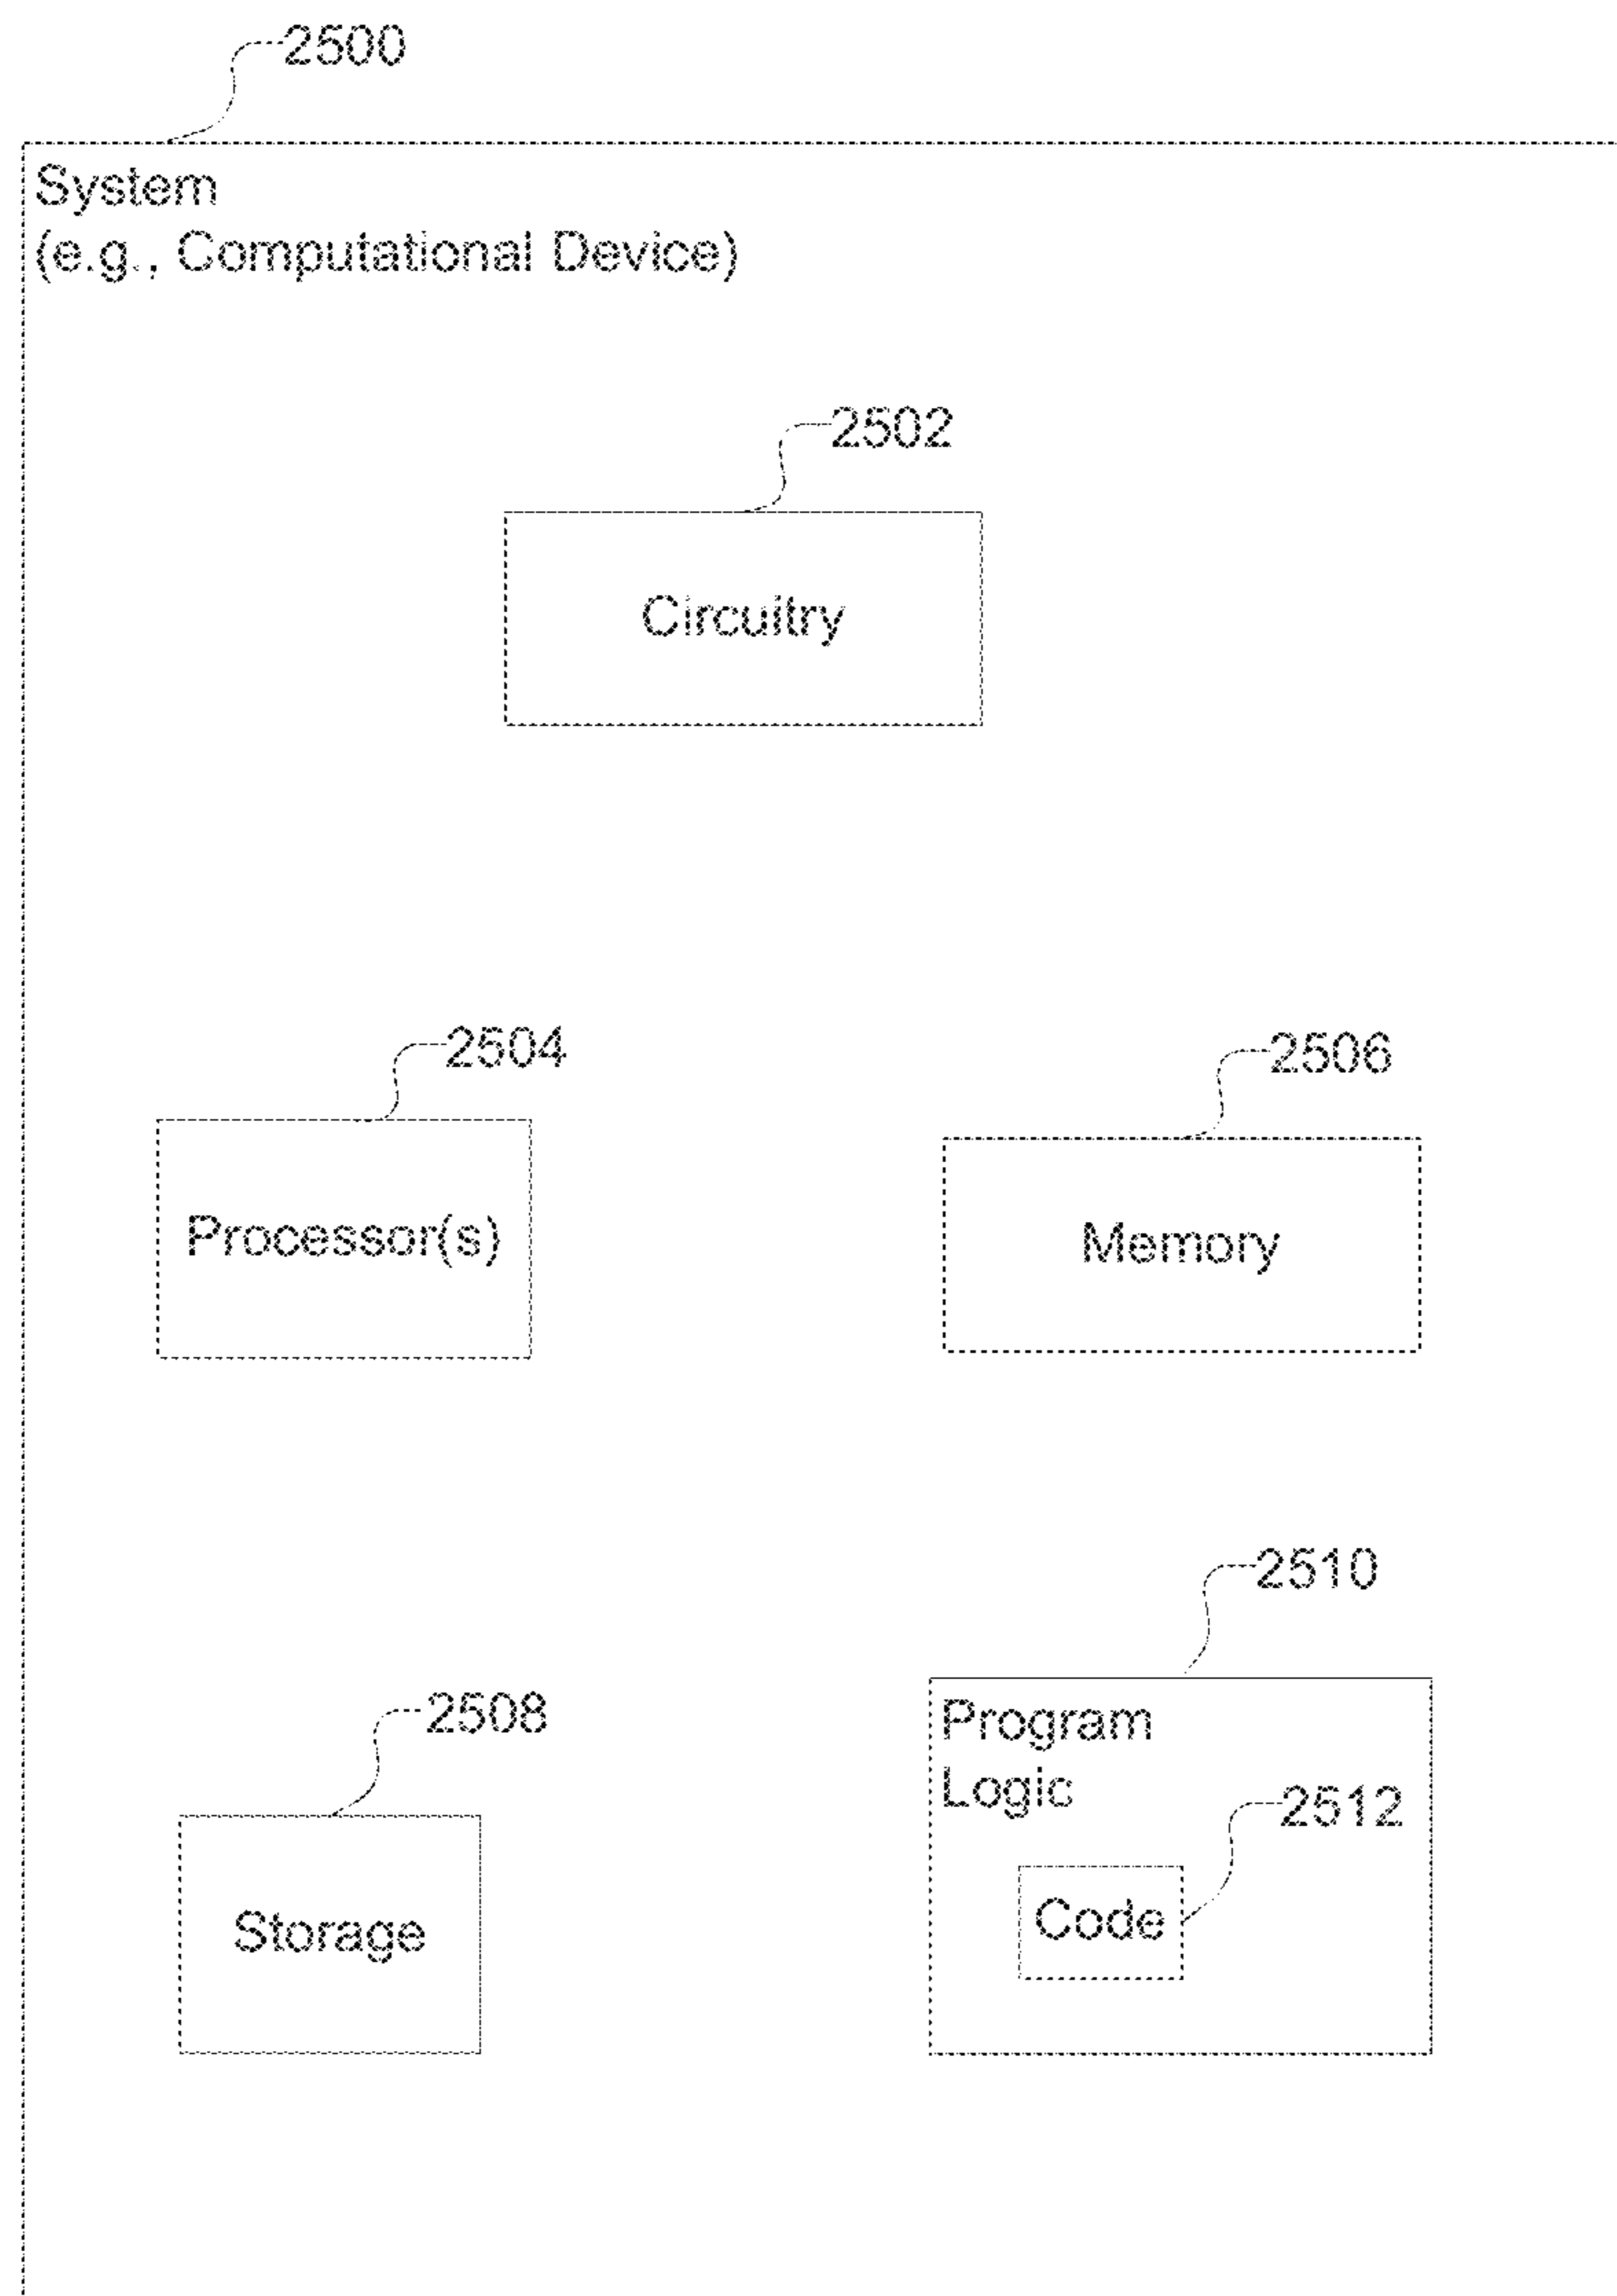 2500
System
(e.g., Computational Device)
2502
Circuitry
2504
Processor(s)
2506
Memory
2508
Storage
2510
Program
Logic
2512
Code